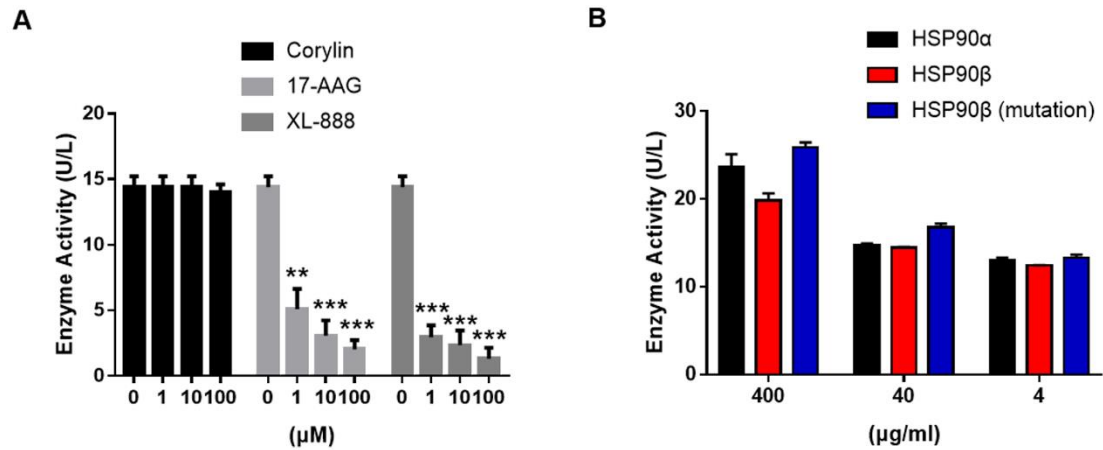 A
Corylin
17-AAG
XL-888
Enzyme Activity (U/L)
20
15
10
5
0
**
***
***
***
***
***
0 1 10 100 0 1 10 100 0 1 10 100
(µM)
B
HSP90α
HSP90β
HSP90β (mutation)
Enzyme Activity (U/L)
30
20
10
0
400 40 4
(µg/ml)